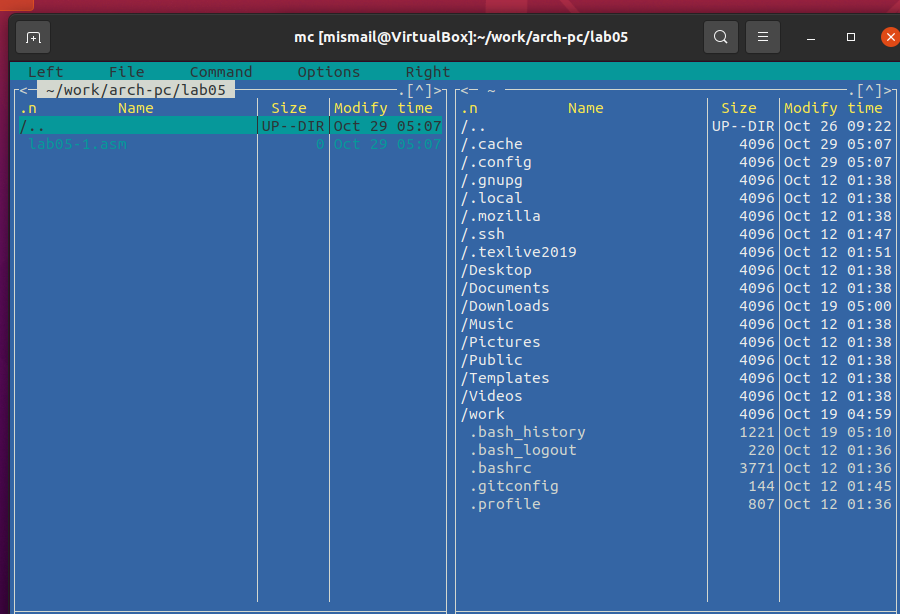 mc [mismail@VirtualBox]:~/work/arch-pc/lab05
Left File Command Options Right
<- ~/work/arch-pc/lab05 .[^]>
.n Name Size Modify time
/.. UP--DIR Oct 29 05:07
lab05-1.asm 0 Oct 29 05:07
<- ~ .[^]>
.n Name Size Modify time
/.. UP--DIR Oct 26 09:22
/.cache 4096 Oct 29 05:07
/.config 4096 Oct 29 05:07
/.gnupg 4096 Oct 12 01:38
/.local 4096 Oct 12 01:38
/.mozilla 4096 Oct 12 01:38
/.ssh 4096 Oct 12 01:47
/.texlive2019 4096 Oct 12 01:51
/Desktop 4096 Oct 12 01:38
/Documents 4096 Oct 12 01:38
/Downloads 4096 Oct 19 05:00
/Music 4096 Oct 12 01:38
/Pictures 4096 Oct 12 01:38
/Public 4096 Oct 12 01:38
/Templates 4096 Oct 12 01:38
/Videos 4096 Oct 12 01:38
/work 4096 Oct 19 04:59
.bash_history 1221 Oct 19 05:10
.bash_logout 220 Oct 12 01:36
.bashrc 3771 Oct 12 01:36
.gitconfig 144 Oct 12 01:45
.profile 807 Oct 12 01:36